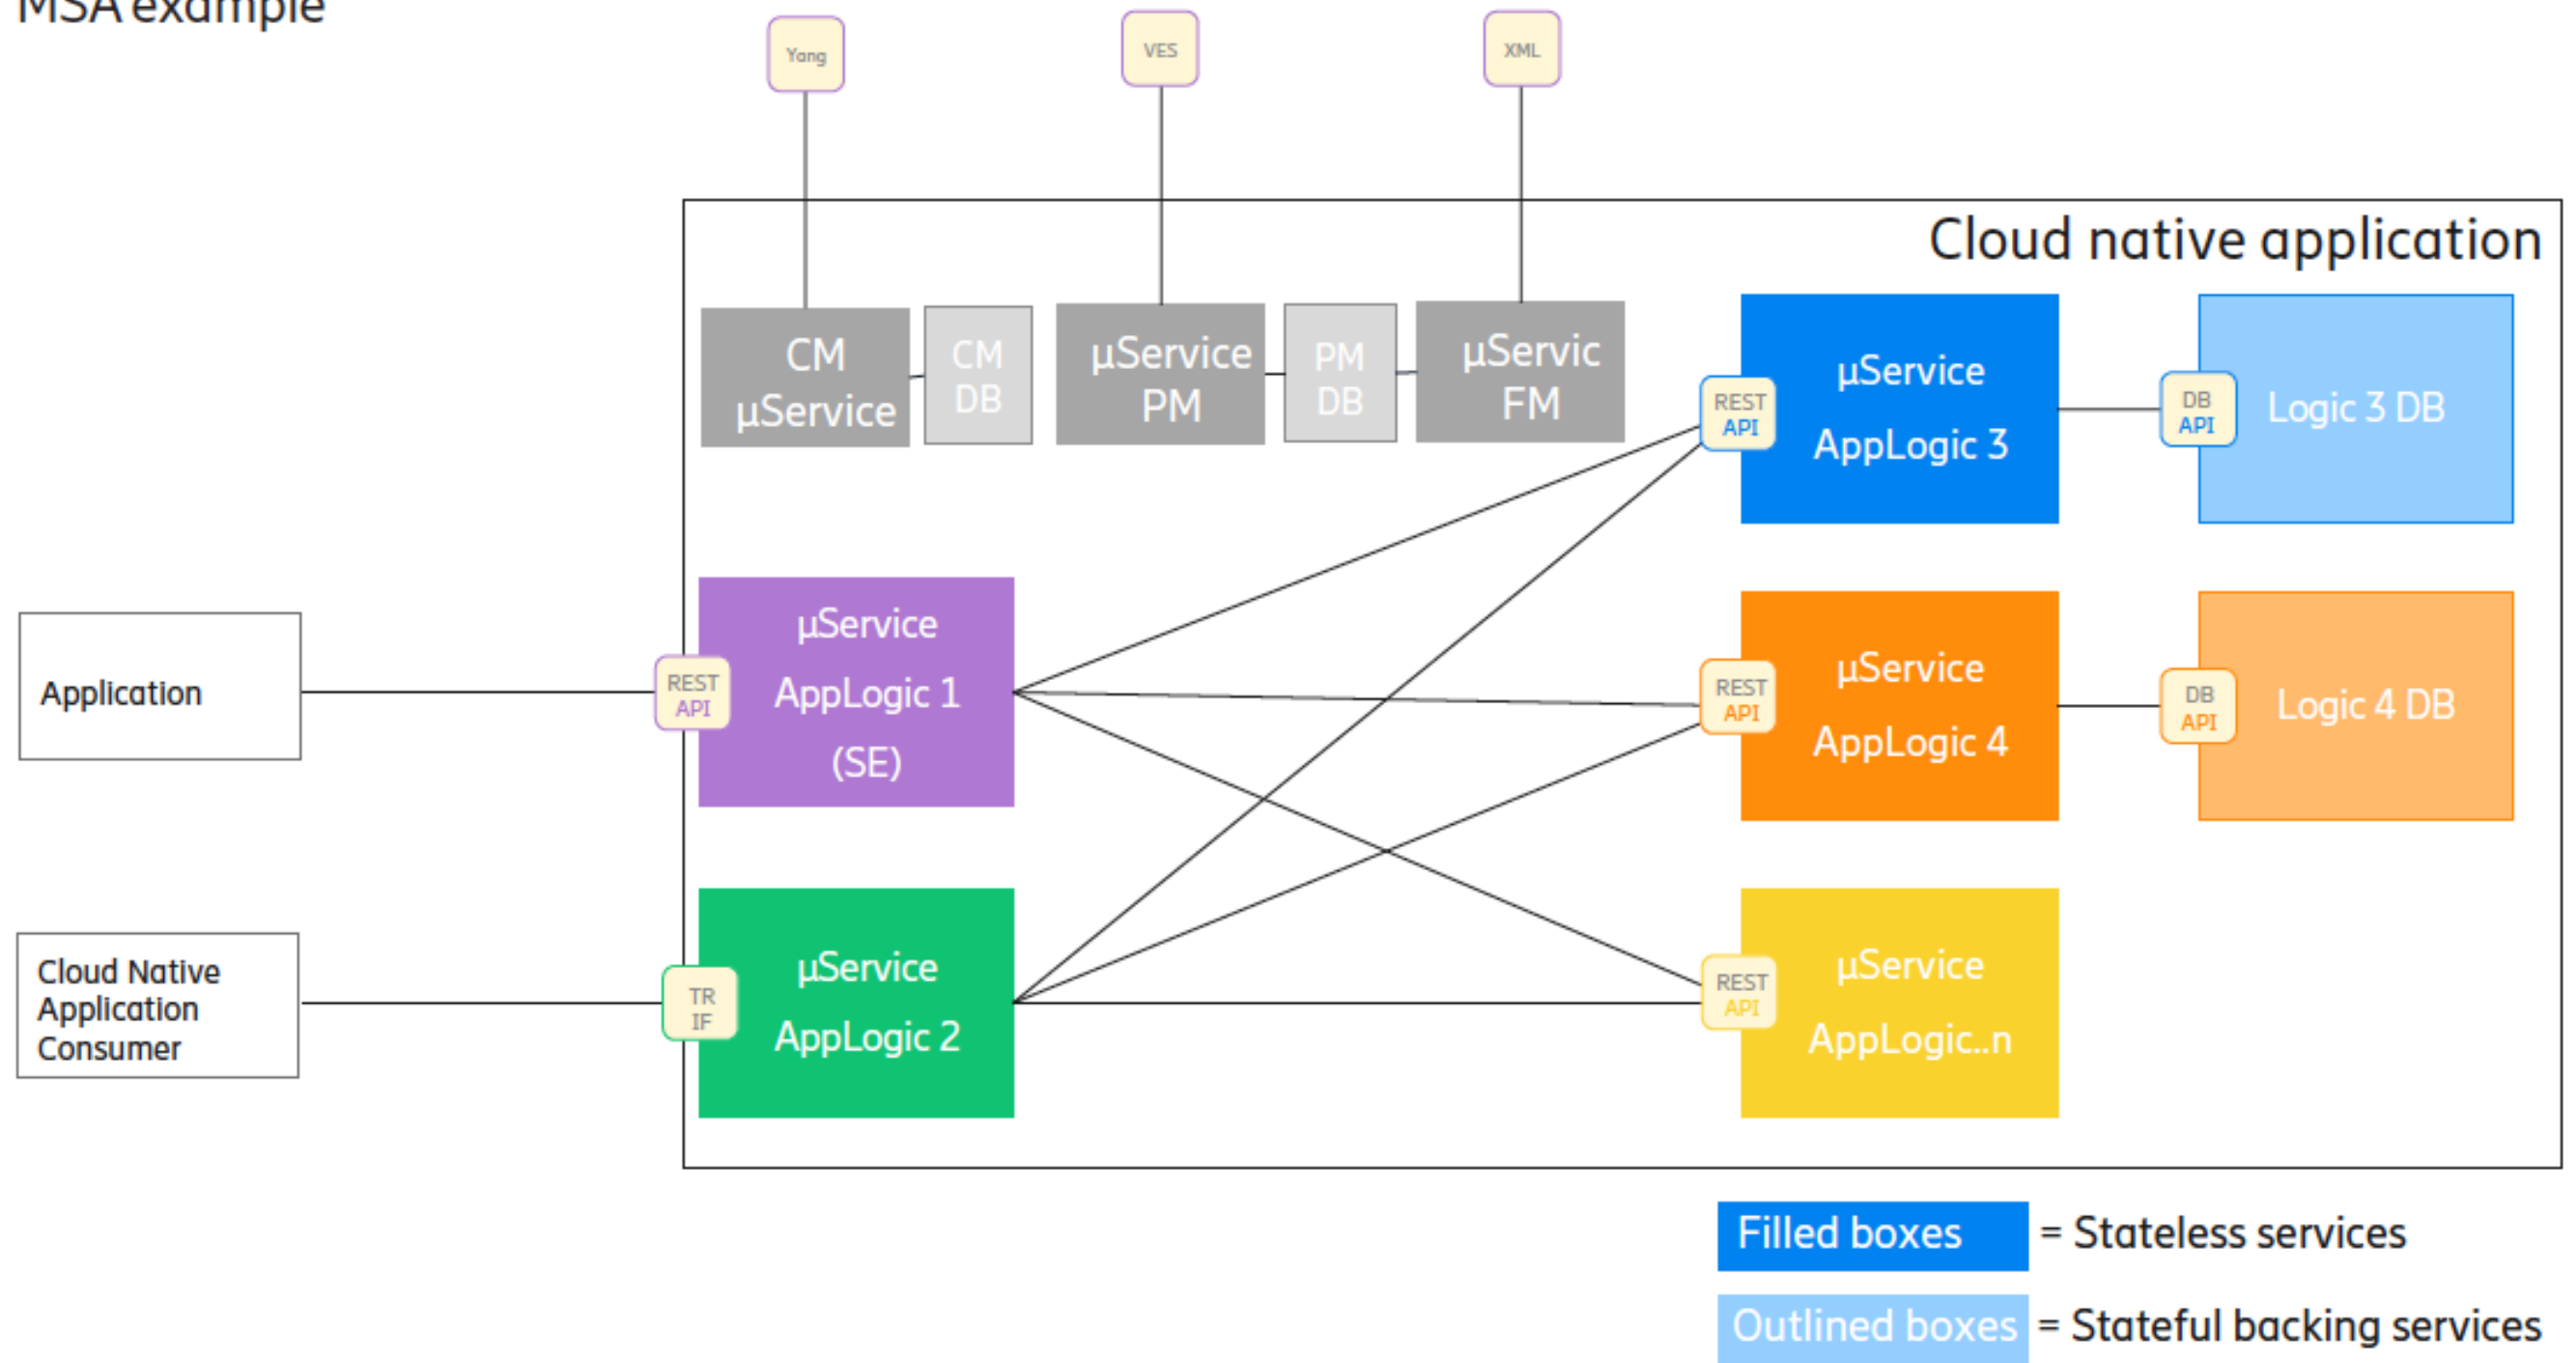 MSA example
Yang
VES
XML
Cloud native application
CM
µService
CM
DB
µService
PM
PM
DB
µServic
FM
REST
API
µService
AppLogic 3
DB
API
Logic 3 DB
Application
REST
API
µService
AppLogic 1
(SE)
REST
API
µService
AppLogic 4
DB
API
Logic 4 DB
Cloud Native
Application
Consumer
TR
IF
µService
AppLogic 2
REST
API
µService
AppLogic..n
Filled boxes = Stateless services
Outlined boxes = Stateful backing services